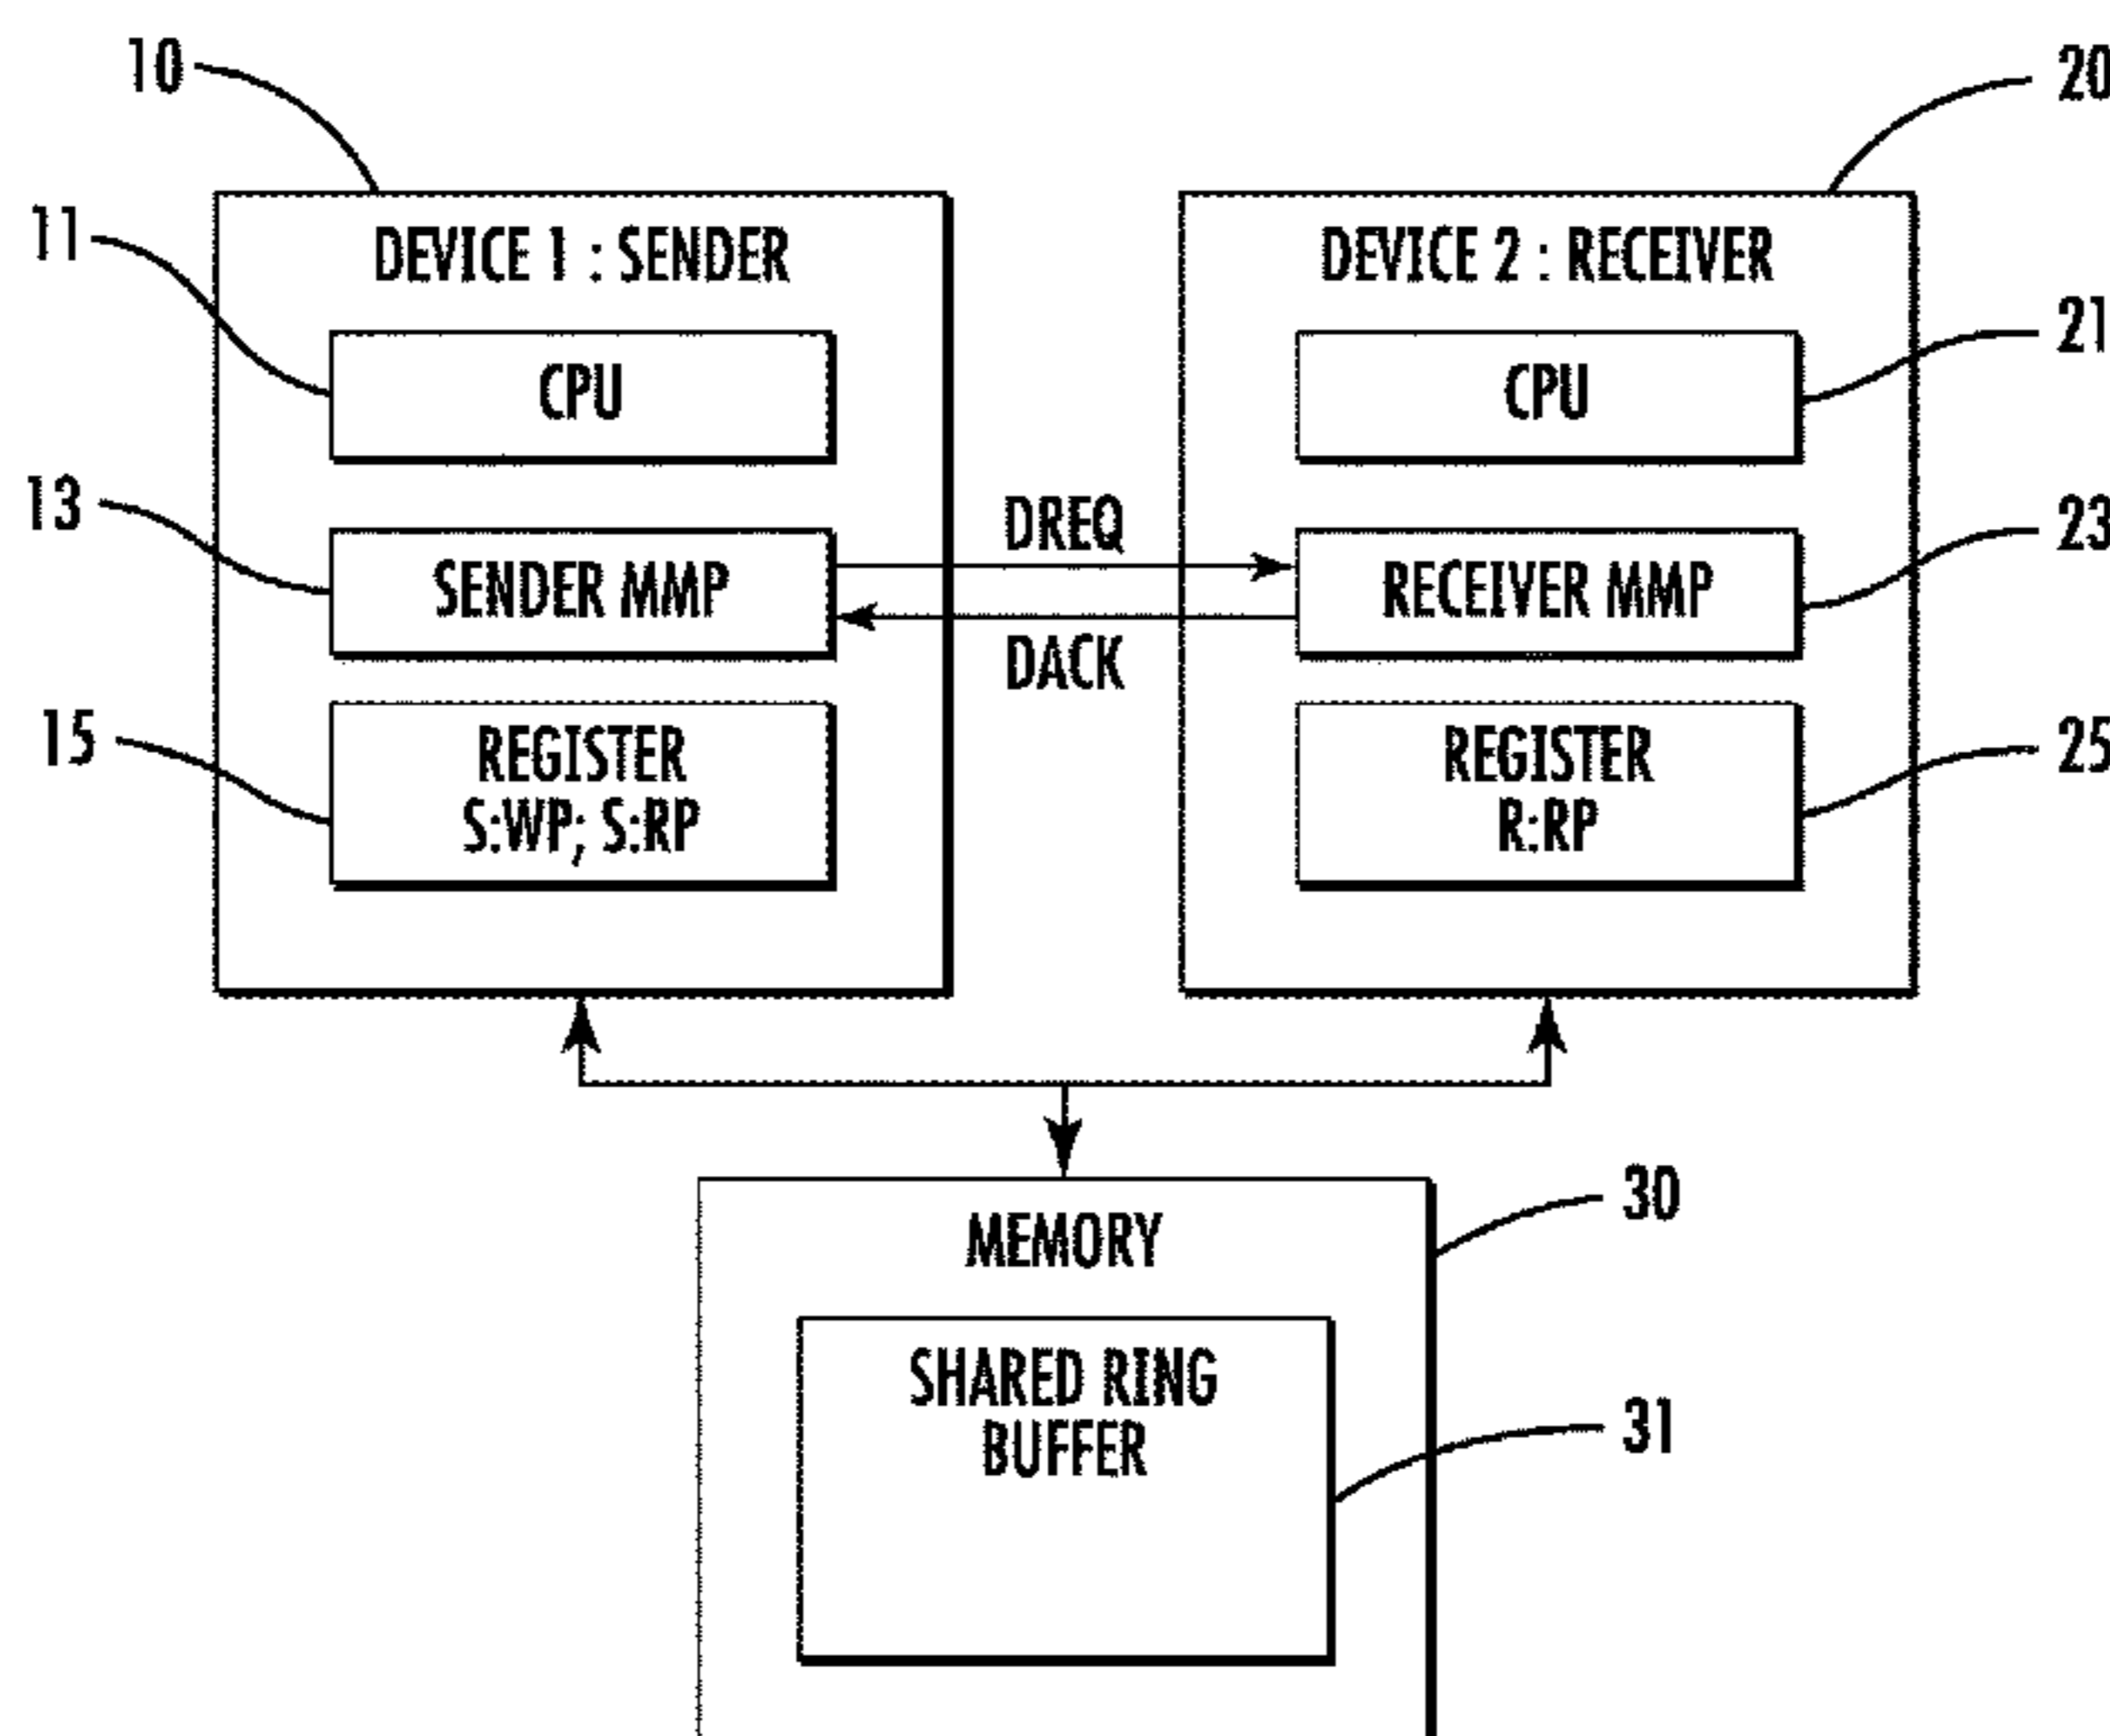 10
20
11
DEVICE 1 : SENDER
DEVICE 2 : RECEIVER
21
CPU
CPU
13
DREQ
23
SENDER MMP
RECEIVER MMP
DACK
15
REGISTER
S:WP; S:RP
REGISTER
R:RP
25
MEMORY
30
SHARED RING
BUFFER
31